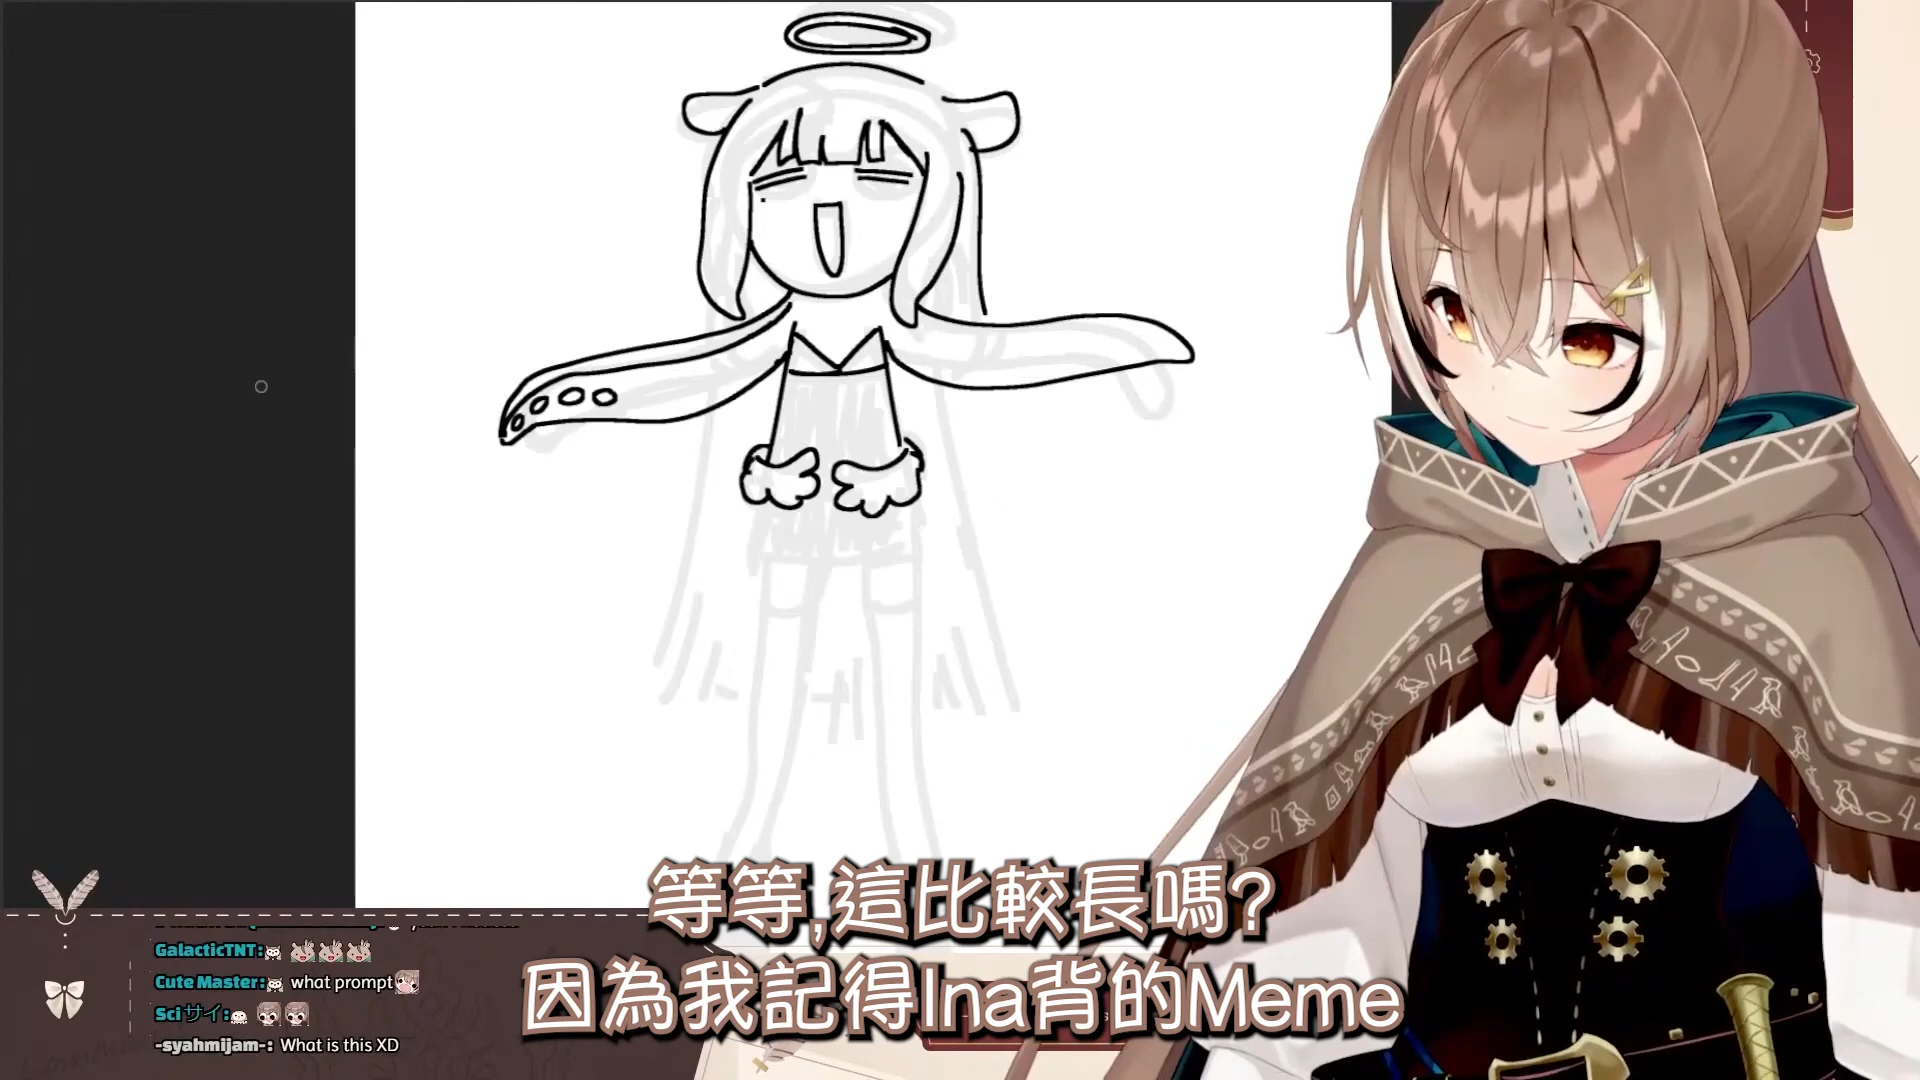 GalacticTNT:
Cute Master: what prompt
Sciサイ:
-syahmijam-: What is this XD
等等,這比較長嗎?
因為我記得Ina背的Meme